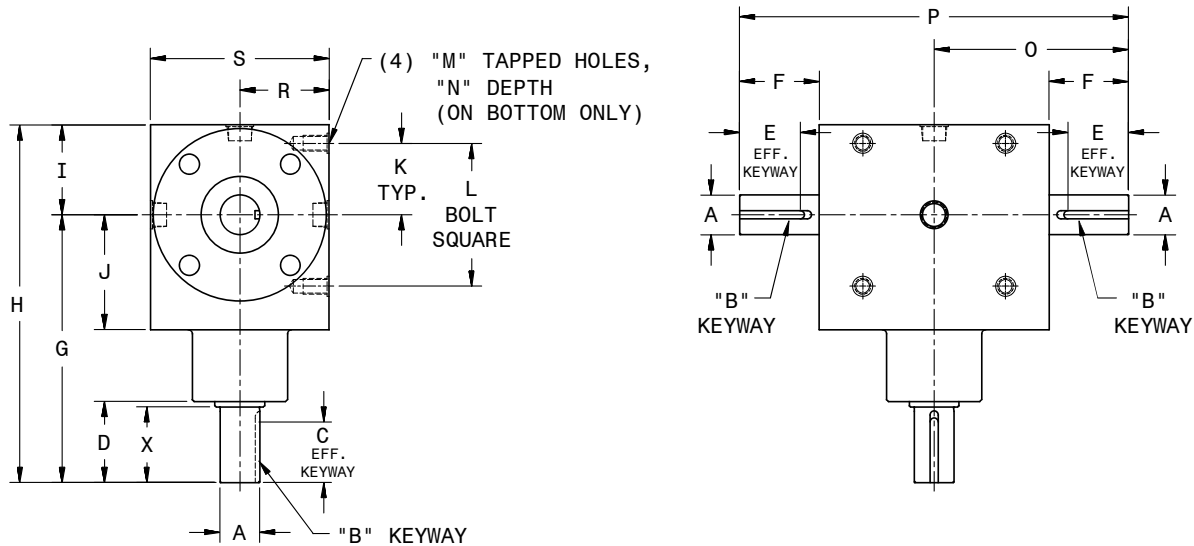 S
R
(4) "M" TAPPED HOLES,
"N" DEPTH
(ON BOTTOM ONLY)
I
K
TYP.
L
BOLT
SQUARE
H
G
J
D
X
C
EFF.
KEYWAY
A
"B" KEYWAY
P
O
F
F
E
EFF.
KEYWAY
E
EFF.
KEYWAY
A
A
"B"
KEYWAY
"B"
KEYWAY